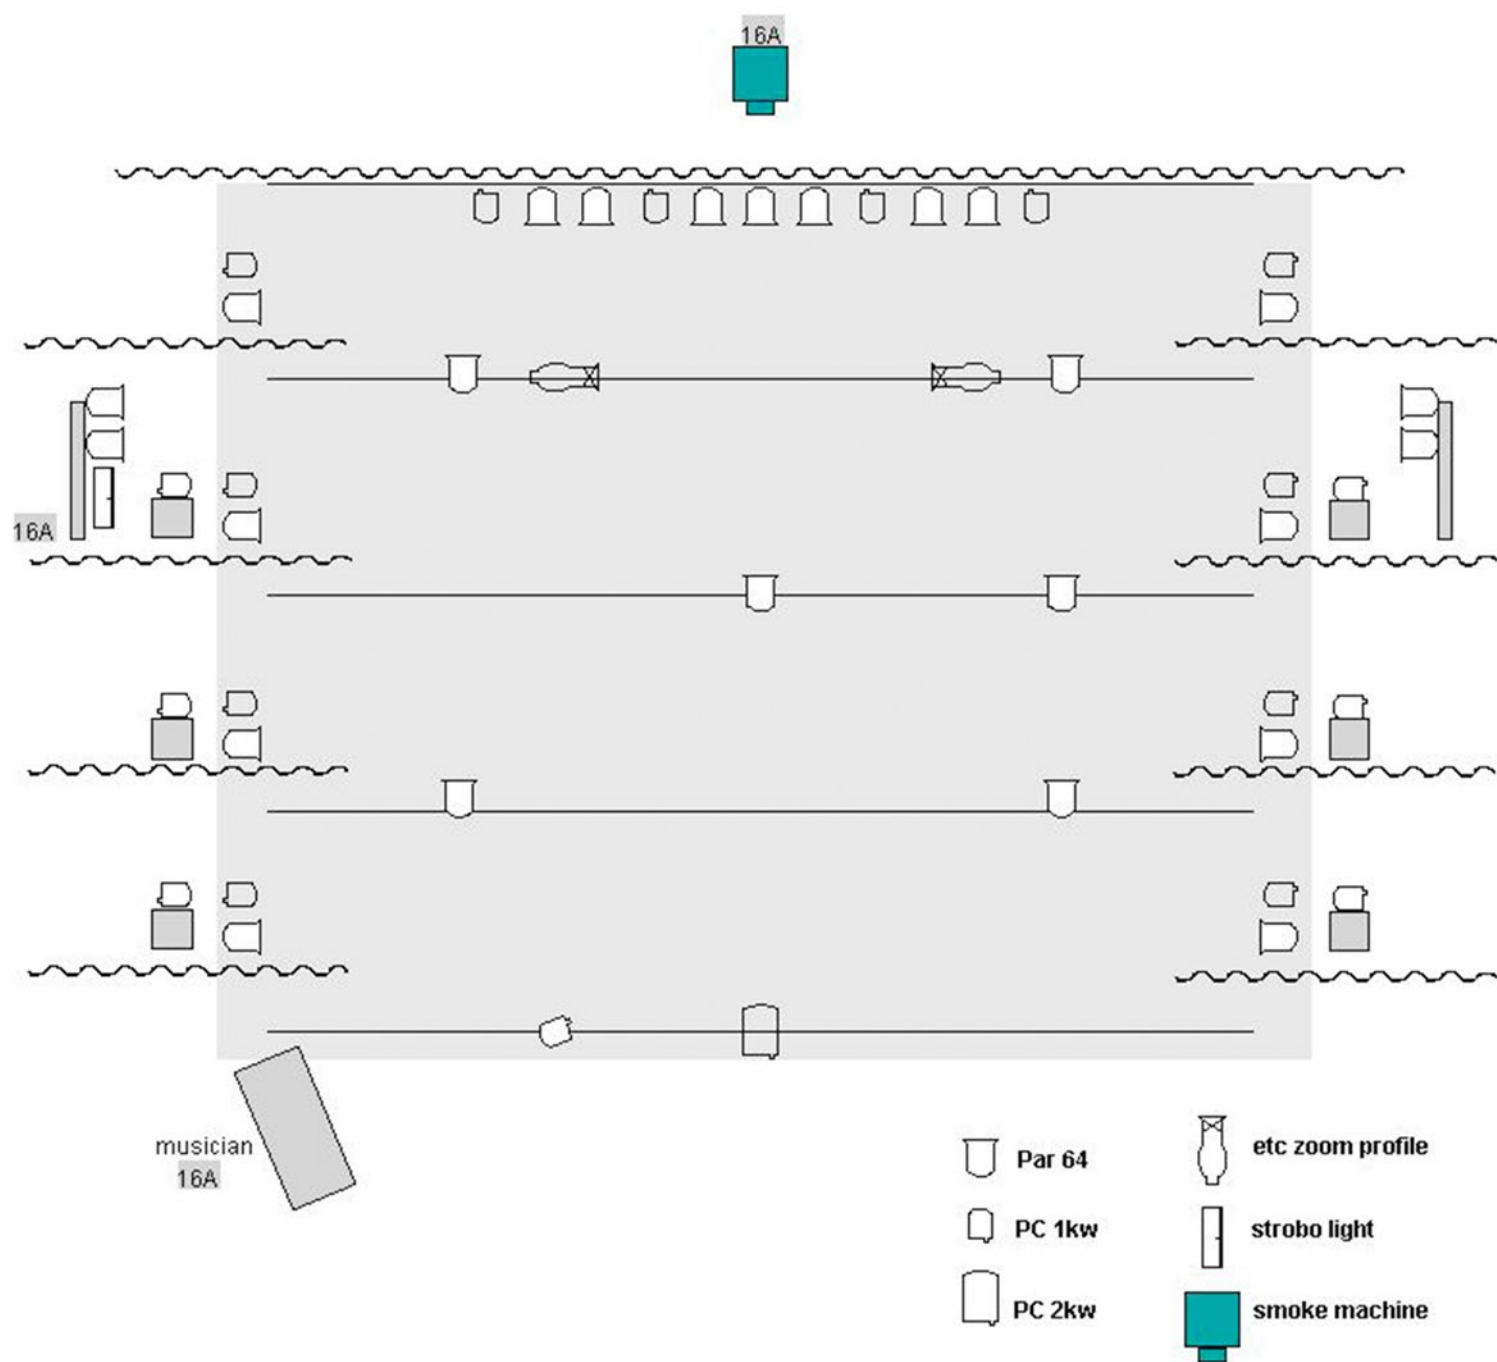 16A
16A
musician
16A
Par 64
etc zoom profile
PC 1kw
strobo light
PC 2kw
smoke machine